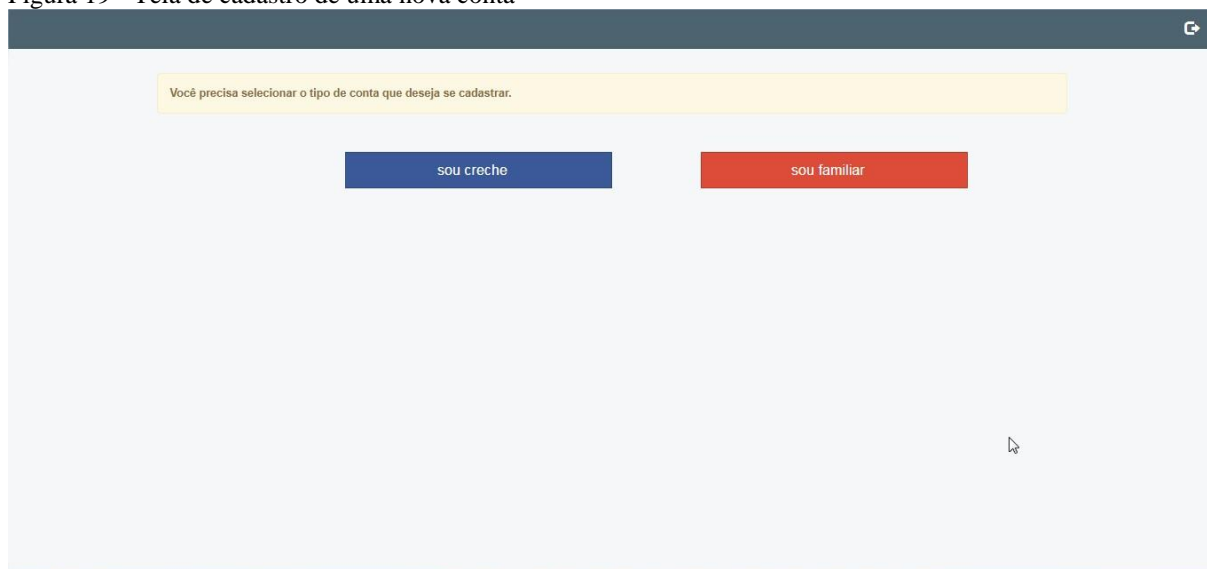 Figura 19 – Tela de cadastro de uma nova conta
Você precisa selecionar o tipo de conta que deseja se cadastrar.
sou creche
sou familiar